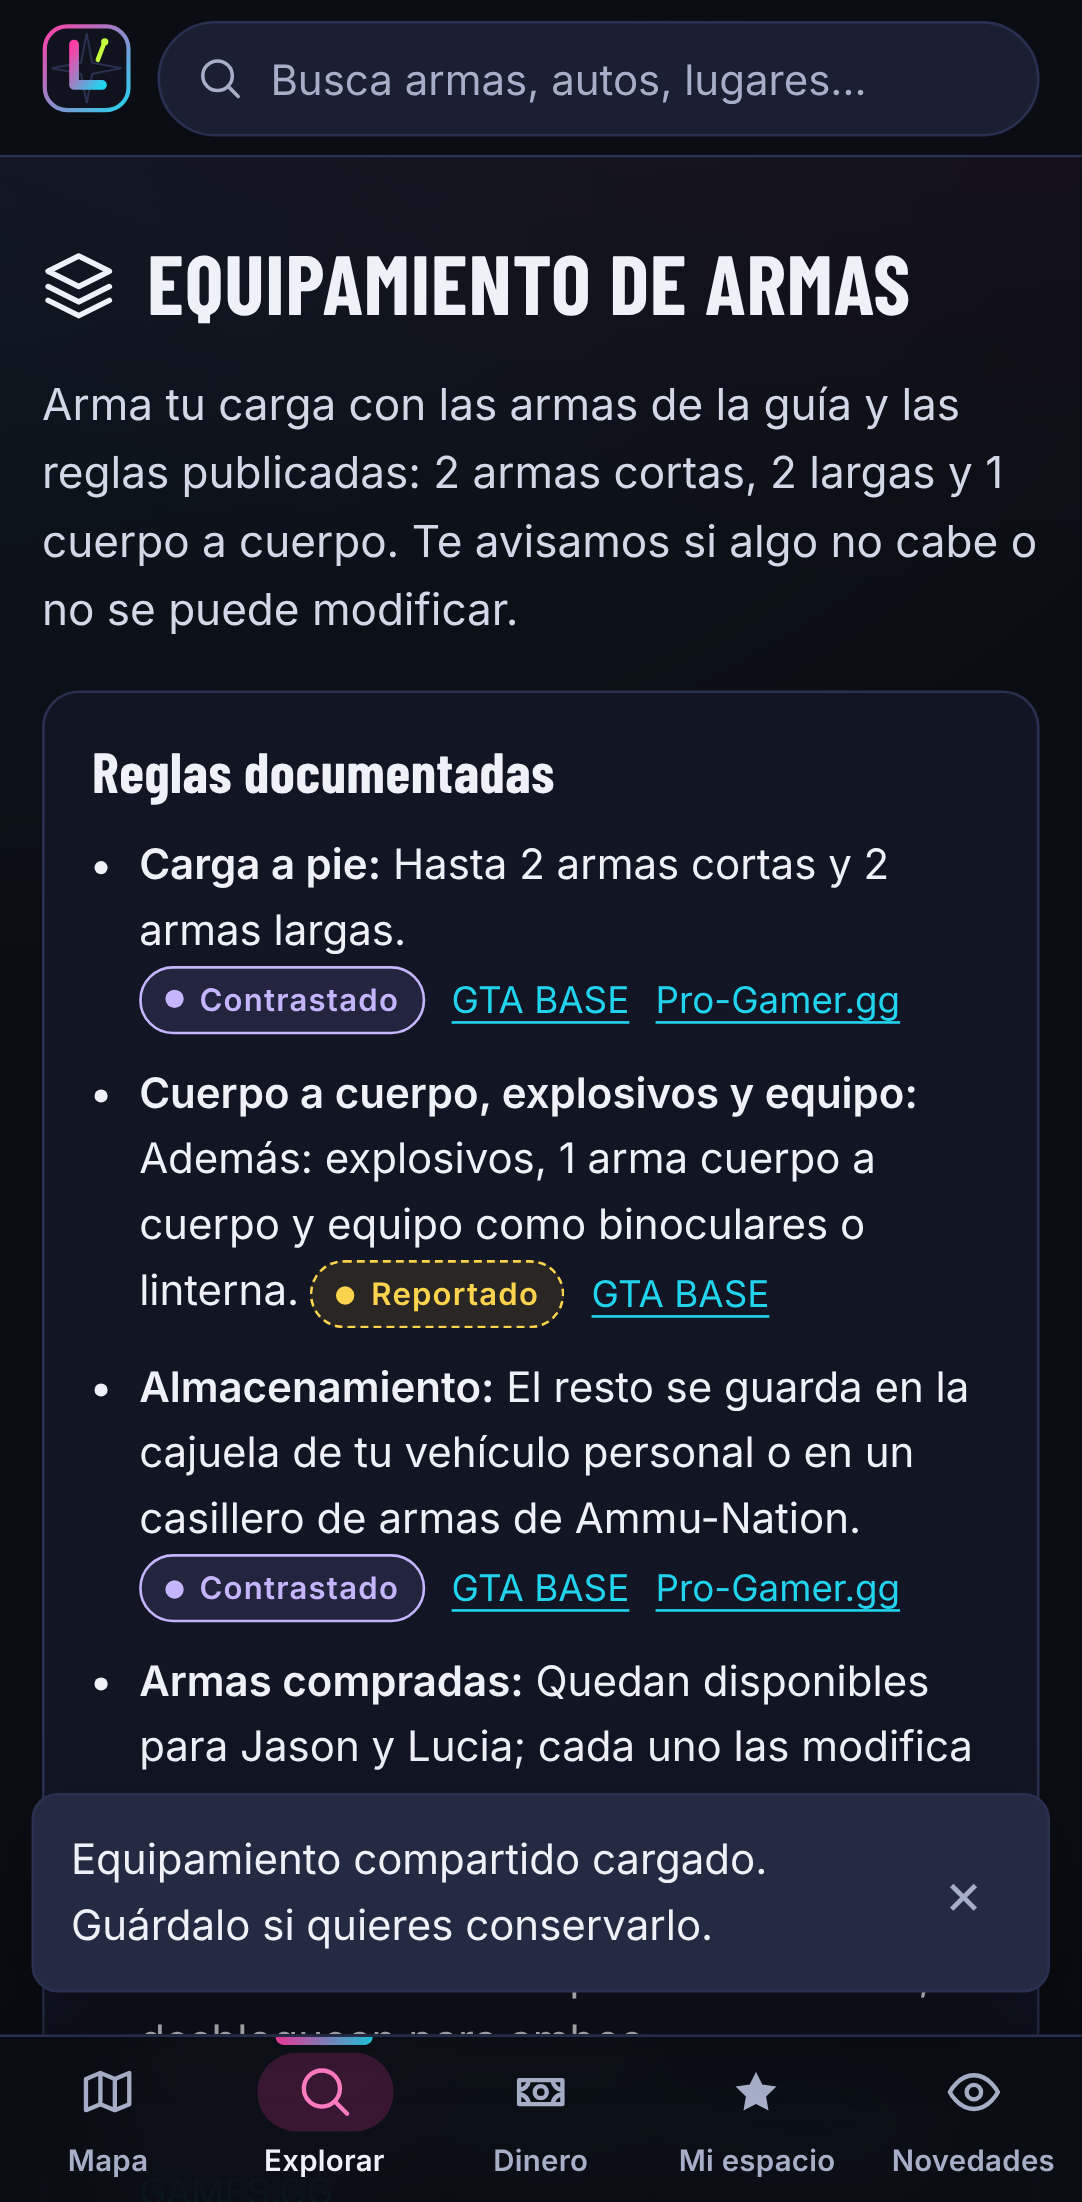 Busca armas, autos, lugares...
EQUIPAMIENTO DE ARMAS
Arma tu carga con las armas de la guía y las
reglas publicadas: 2 armas cortas, 2 largas y 1
cuerpo a cuerpo. Te avisamos si algo no cabe o
no se puede modificar.
Reglas documentadas
• Carga a pie: Hasta 2 armas cortas y 2
armas largas.
Contrastado GTA BASE Pro-Gamer.gg
• Cuerpo a cuerpo, explosivos y equipo:
Además: explosivos, 1 arma cuerpo a
cuerpo y equipo como binoculares o
linterna. Reportado GTA BASE
• Almacenamiento: El resto se guarda en la
cajuela de tu vehículo personal o en un
casillero de armas de Ammu-Nation.
Contrastado GTA BASE Pro-Gamer.gg
• Armas compradas: Quedan disponibles
para Jason y Lucia; cada uno las modifica
Equipamiento compartido cargado.
Guárdalo si quieres conservarlo.
Mapa Explorar Dinero Mi espacio Novedades